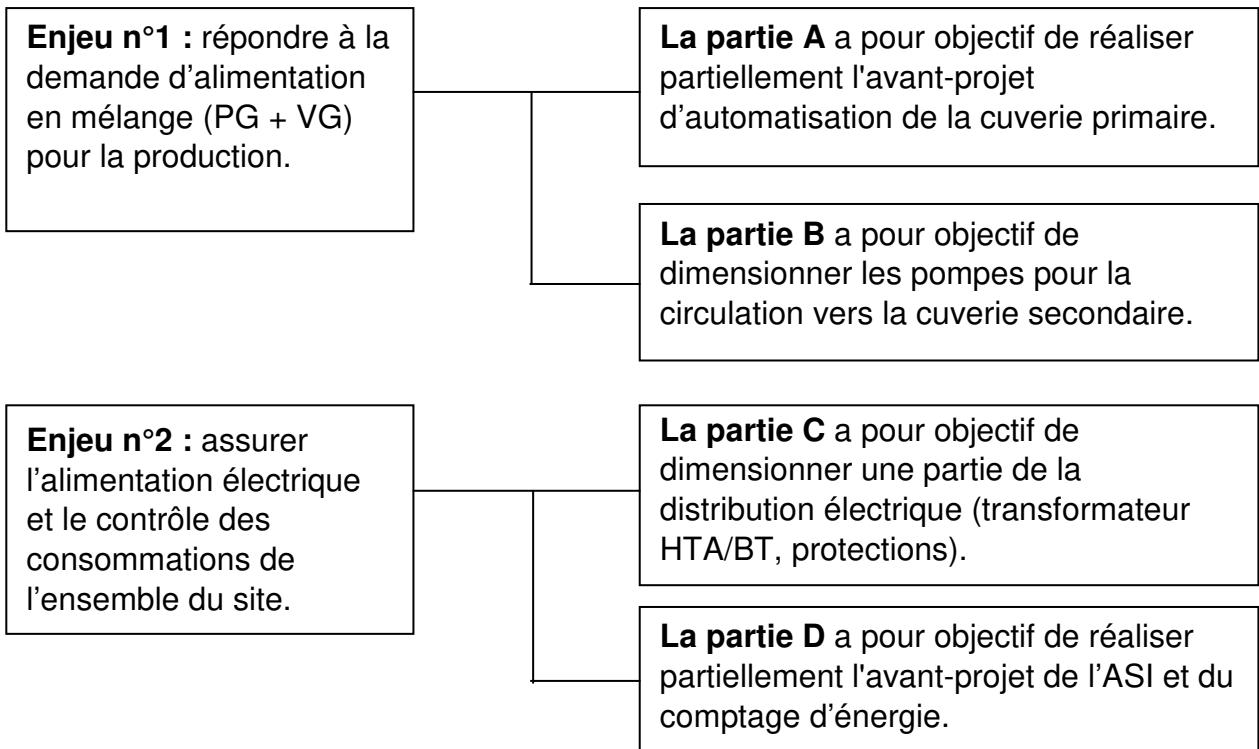 Enjeu n°1 : répondre à la
demande d’alimentation
en mélange (PG + VG)
pour la production.
La partie A a pour objectif de réaliser
partiellement l'avant-projet
d’automatisation de la cuverie primaire.
La partie B a pour objectif de
dimensionner les pompes pour la
circulation vers la cuverie secondaire.
Enjeu n°2 : assurer
l’alimentation électrique
et le contrôle des
consommations de
l’ensemble du site.
La partie C a pour objectif de
dimensionner une partie de la
distribution électrique (transformateur
HTA/BT, protections).
La partie D a pour objectif de réaliser
partiellement l'avant-projet de l’ASI et du
comptage d’énergie.